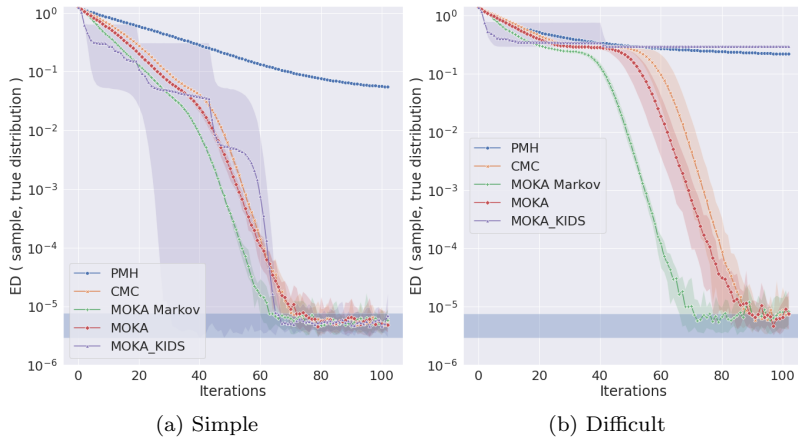 ED ( sample, true distribution )
10⁰
10⁻¹
10⁻²
10⁻³
10⁻⁴
10⁻⁵
10⁻⁶
PMH
CMC
MOKA Markov
MOKA
MOKA_KIDS
0 20 40 60 80 100
Iterations
(a) Simple
ED ( sample, true distribution )
10⁰
10⁻¹
10⁻²
10⁻³
10⁻⁴
10⁻⁵
10⁻⁶
PMH
CMC
MOKA Markov
MOKA
MOKA_KIDS
0 20 40 60 80 100
Iterations
(b) Difficult